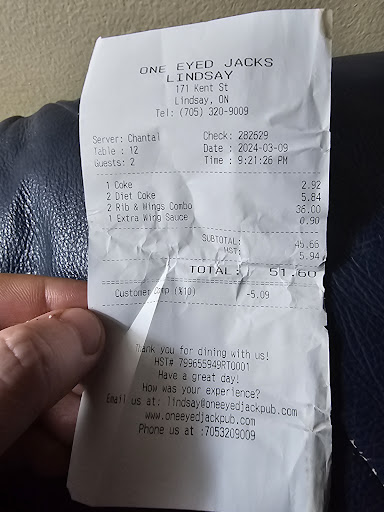 ONE EYED JACKS
LINDSAY
171 Kent St
Lindsay, ON
Tel: (705) 320-9009
Server: Chantal Check: 282629
Table : 12 Date : 2024-03-09
Guests: 2 Time : 9:21:26 PM
1 Coke 2.92
2 Diet Coke 5.84
2 Rib & Wings Combo 36.00
1 Extra Wing Sauce 0.90
SUBTOTAL: 45.66
HST: 5.94
TOTAL: 51.60
Customer (%10) -5.09
Thank you for dining with us!
HST# 799655949RT0001
Have a great day!
How was your experience?
Email us at: lindsay@oneeyedjackpub.com
www.oneeyedjackpub.com
Phone us at :7053209009